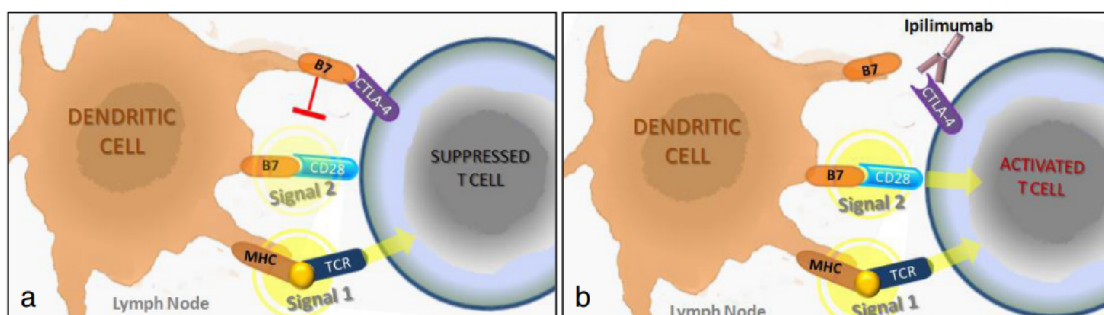 B7
CTLA-4
DENDRITIC
CELL
B7
CD28
Signal 2
SUPPRESSED
T CELL
MHC
TCR
Signal 1
Lymph Node
a
Ipilimumab
B7
CTLA-4
DENDRITIC
CELL
B7
CD28
Signal 2
ACTIVATED
T CELL
MHC
TCR
Signal 1
Lymph Node
b